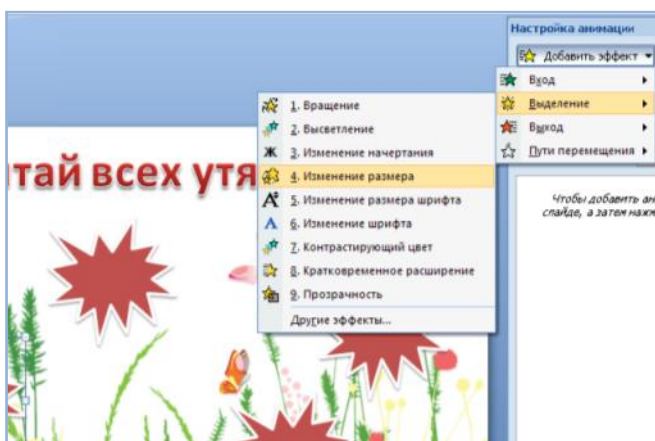 Настройка анимации
Добавить эффект
Вход
Выделение
Выход
Пути перемещения
1. Вращение
2. Высветление
3. Изменение начертания
4. Изменение размера
5. Изменение размера шрифта
6. Изменение шрифта
7. Контрастирующий цвет
8. Кратковременное расширение
9. Прозрачность
Другие эффекты...
тай всех утя
Чтобы добавить ан
слайде, а затем нажм